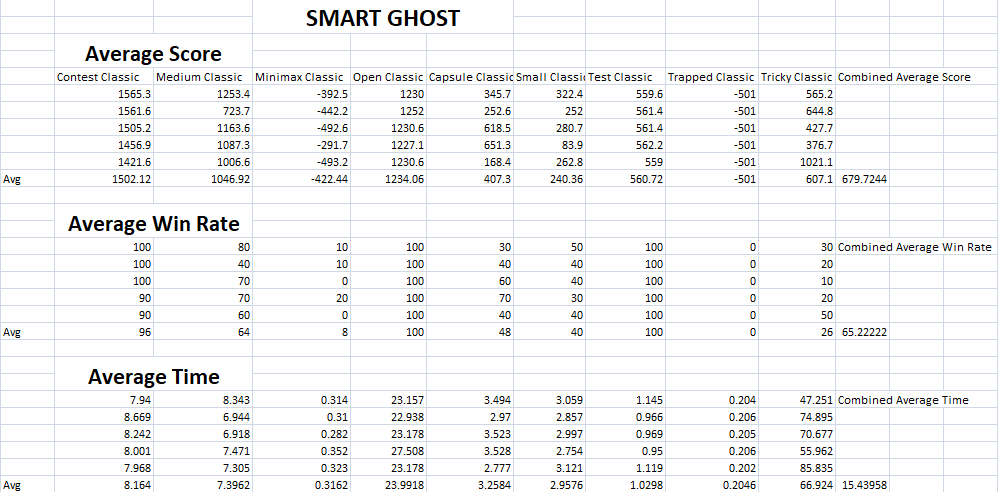 SMART GHOST
Average Score
Contest Classic Medium Classic Minimax Classic Open Classic Capsule Classic Small Classic Test Classic Trapped Classic Tricky Classic Combined Average Score
1565.3 1253.4 -392.5 1230 345.7 322.4 559.6 -501 565.2
1561.6 723.7 -442.2 1252 252.6 252 561.4 -501 644.8
1505.2 1163.6 -492.6 1230.6 618.5 280.7 561.4 -501 427.7
1456.9 1087.3 -291.7 1227.1 651.3 83.9 562.2 -501 376.7
1421.6 1006.6 -493.2 1230.6 168.4 262.8 559 -501 1021.1
Avg 1502.12 1046.92 -422.44 1234.06 407.3 240.36 560.72 -501 607.1 679.7244
Average Win Rate
100 80 10 100 30 50 100 0 30 Combined Average Win Rate
100 40 10 100 40 40 100 0 20
100 70 0 100 60 40 100 0 10
90 70 20 100 70 30 100 0 20
90 60 0 100 40 40 100 0 50
Avg 96 64 8 100 48 40 100 0 26 65.22222
Average Time
7.94 8.343 0.314 23.157 3.494 3.059 1.145 0.204 47.251 Combined Average Time
8.669 6.944 0.31 22.938 2.97 2.857 0.966 0.206 74.895
8.242 6.918 0.282 23.178 3.523 2.997 0.969 0.205 70.677
8.001 7.471 0.352 27.508 3.528 2.754 0.95 0.206 55.962
7.968 7.305 0.323 23.178 2.777 3.121 1.119 0.202 85.835
Avg 8.164 7.3962 0.3162 23.9918 3.2584 2.9576 1.0298 0.2046 66.924 15.43958